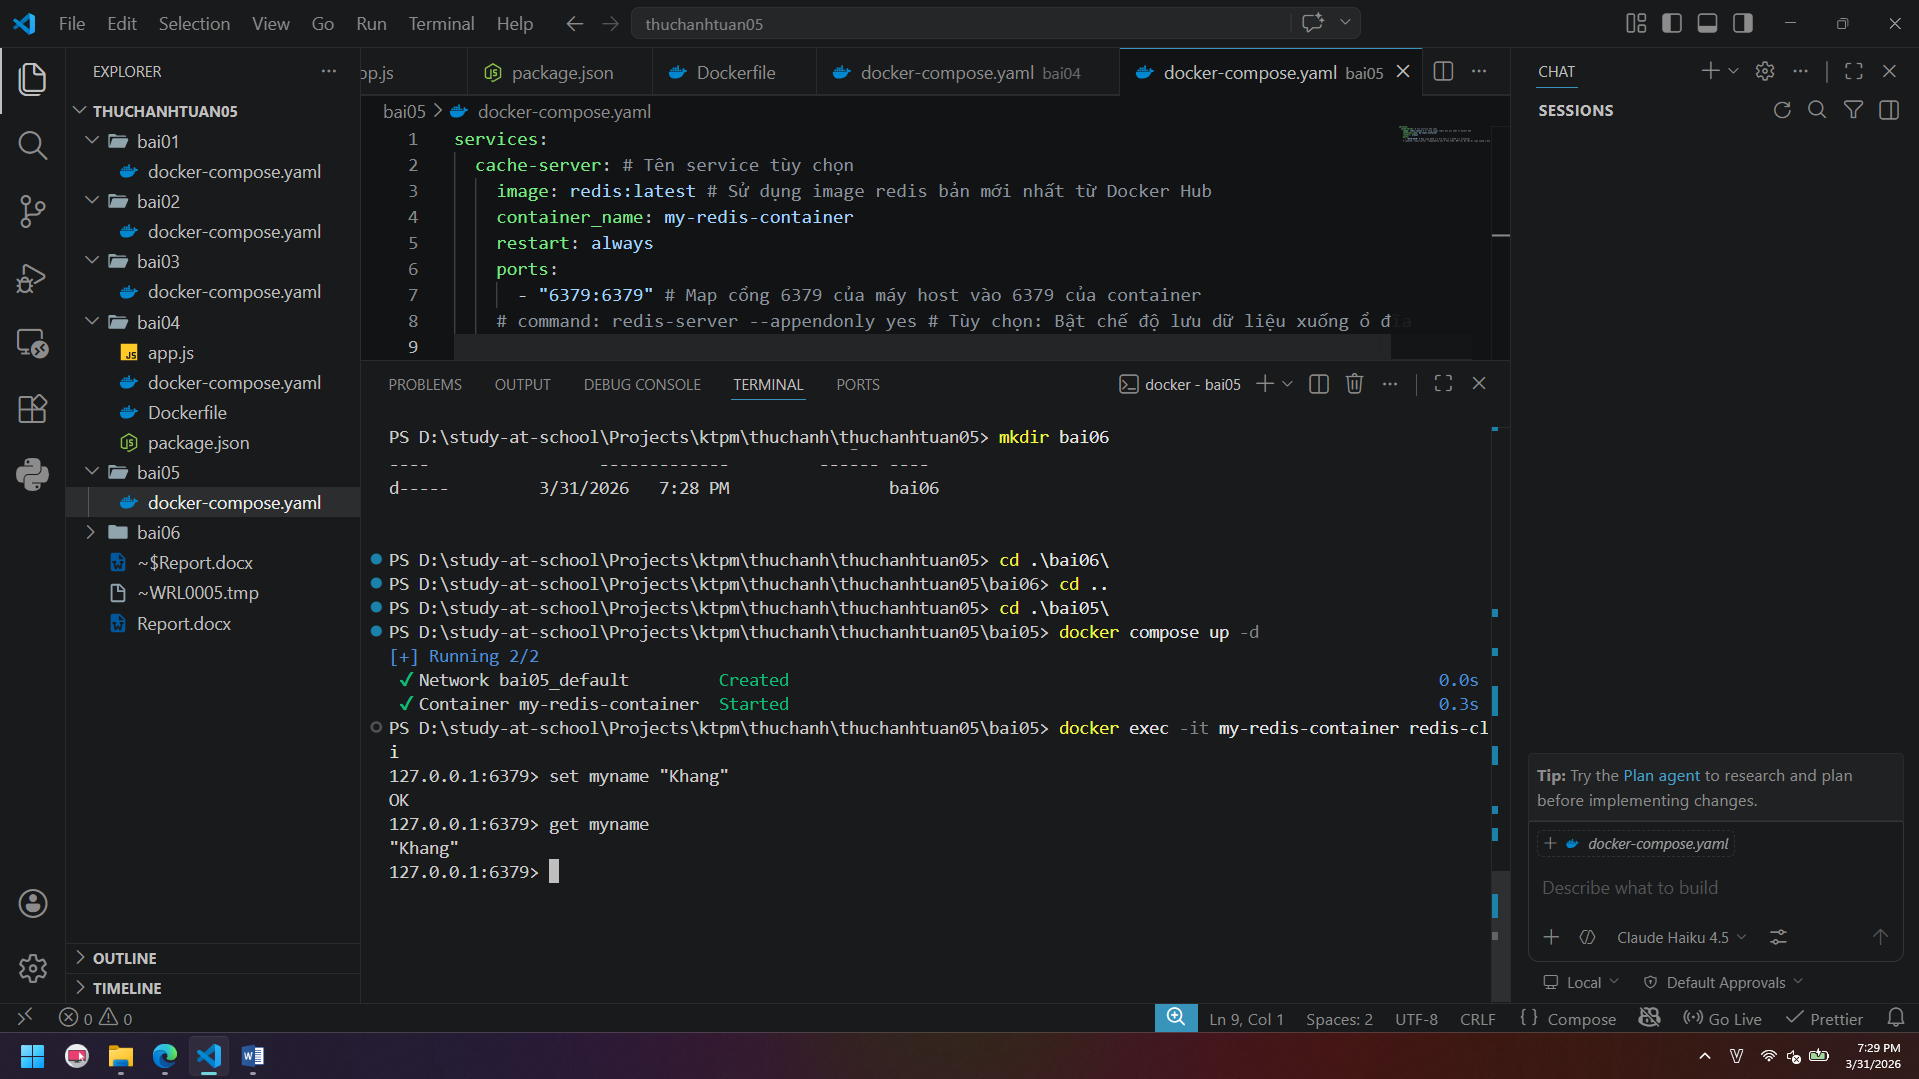 File Edit Selection View Go Run Terminal Help
thuchanhtuan05
EXPLORER
THUCHANHTUAN05
bai01
docker-compose.yaml
bai02
docker-compose.yaml
bai03
docker-compose.yaml
bai04
app.js
docker-compose.yaml
Dockerfile
package.json
bai05
docker-compose.yaml
bai06
~$Report.docx
~WRL0005.tmp
Report.docx
OUTLINE
TIMELINE
pp.js package.json Dockerfile docker-compose.yaml bai04 docker-compose.yaml bai05
bai05 > docker-compose.yaml
1 services:
2 cache-server: # Tên service tùy chọn
3 image: redis:latest # Sử dụng image redis bản mới nhất từ Docker Hub
4 container_name: my-redis-container
5 restart: always
6 ports:
7 - "6379:6379" # Map cổng 6379 của máy host vào 6379 của container
8 # command: redis-server --appendonly yes # Tùy chọn: Bật chế độ lưu dữ liệu xuống ổ đĩa
9
PROBLEMS OUTPUT DEBUG CONSOLE TERMINAL PORTS
docker - bai05
PS D:\study-at-school\Projects\ktpm\thuchanh\thuchanhtuan05> mkdir bai06
---- ------------- ------ ----
d----- 3/31/2026 7:28 PM bai06
PS D:\study-at-school\Projects\ktpm\thuchanh\thuchanhtuan05> cd .\bai06\
PS D:\study-at-school\Projects\ktpm\thuchanh\thuchanhtuan05\bai06> cd ..
PS D:\study-at-school\Projects\ktpm\thuchanh\thuchanhtuan05> cd .\bai05\
PS D:\study-at-school\Projects\ktpm\thuchanh\thuchanhtuan05\bai05> docker compose up -d
[+] Running 2/2
✓ Network bai05_default Created 0.0s
✓ Container my-redis-container Started 0.3s
PS D:\study-at-school\Projects\ktpm\thuchanh\thuchanhtuan05\bai05> docker exec -it my-redis-container redis-cl
i
127.0.0.1:6379> set myname "Khang"
OK
127.0.0.1:6379> get myname
"Khang"
127.0.0.1:6379>
CHAT
SESSIONS
Tip: Try the Plan agent to research and plan
before implementing changes.
docker-compose.yaml
Describe what to build
Claude Haiku 4.5
Local Default Approvals
0 0
Ln 9, Col 1 Spaces: 2 UTF-8 CRLF {} Compose Go Live Prettier
7:29 PM
3/31/2026